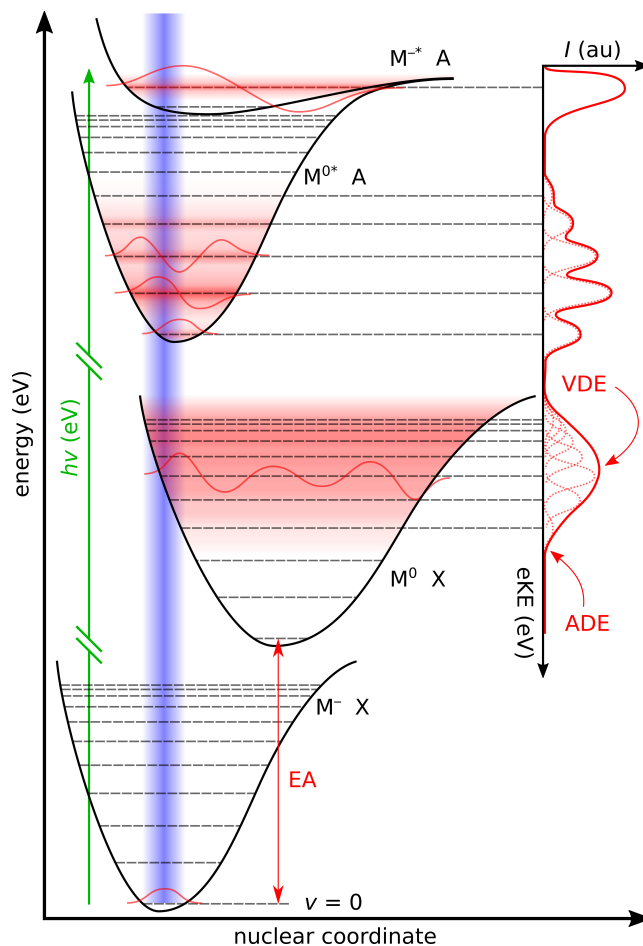 I (au)
M⁻* A
M⁰* A
VDE
energy (eV)
hν (eV)
M⁰ X
eKE (eV)
ADE
M⁻ X
EA
v = 0
nuclear coordinate